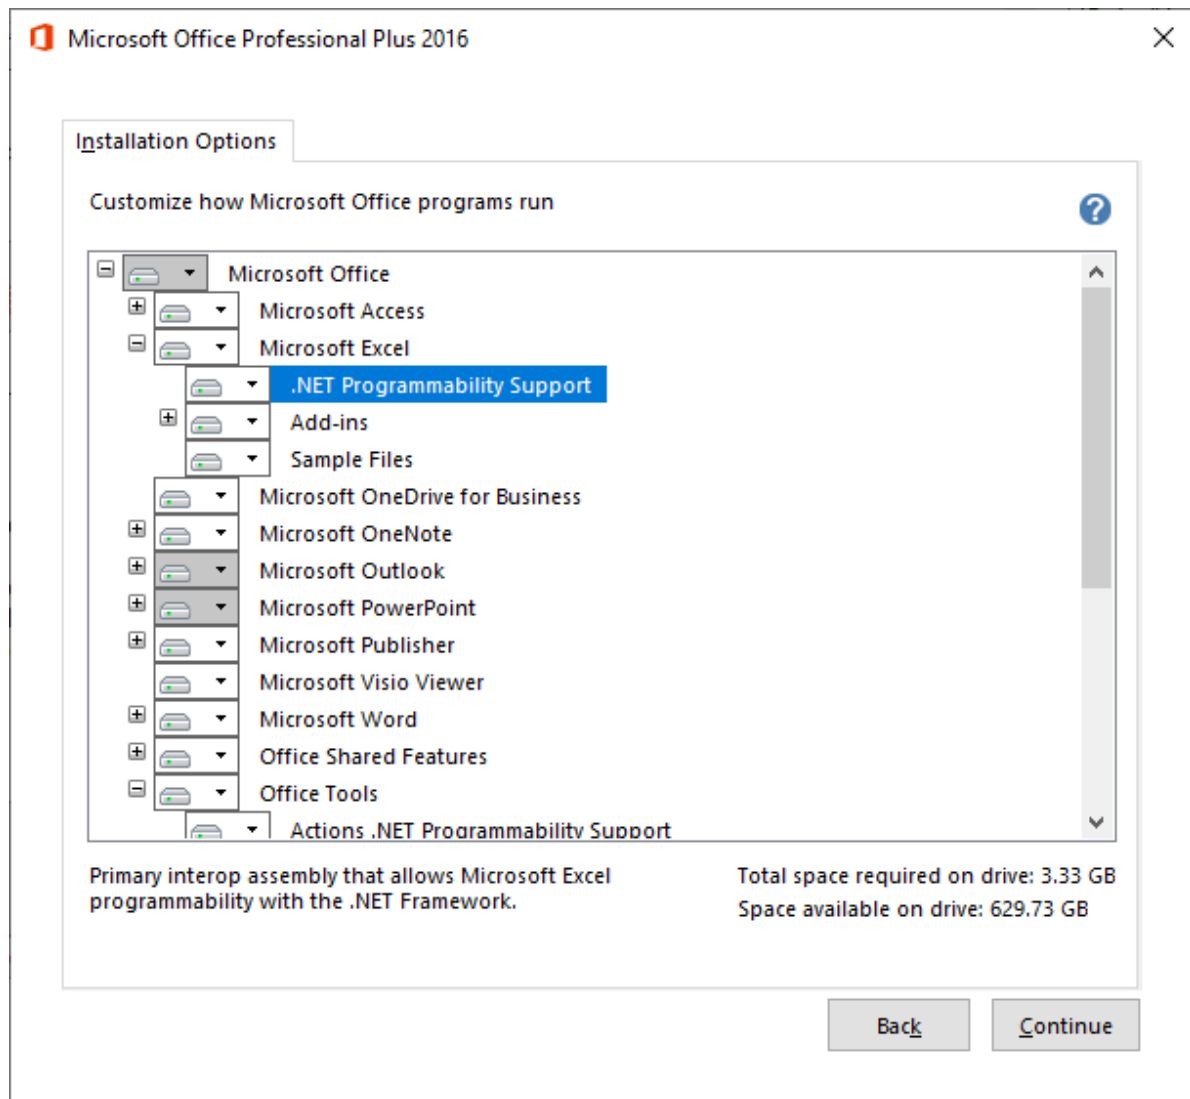 Microsoft Office Professional Plus 2016
Installation Options
Customize how Microsoft Office programs run
Microsoft Office
Microsoft Access
Microsoft Excel
.NET Programmability Support
Add-ins
Sample Files
Microsoft OneDrive for Business
Microsoft OneNote
Microsoft Outlook
Microsoft PowerPoint
Microsoft Publisher
Microsoft Visio Viewer
Microsoft Word
Office Shared Features
Office Tools
Actions .NET Programmability Support
Primary interop assembly that allows Microsoft Excel
programmability with the .NET Framework.
Total space required on drive: 3.33 GB
Space available on drive: 629.73 GB
Back
Continue